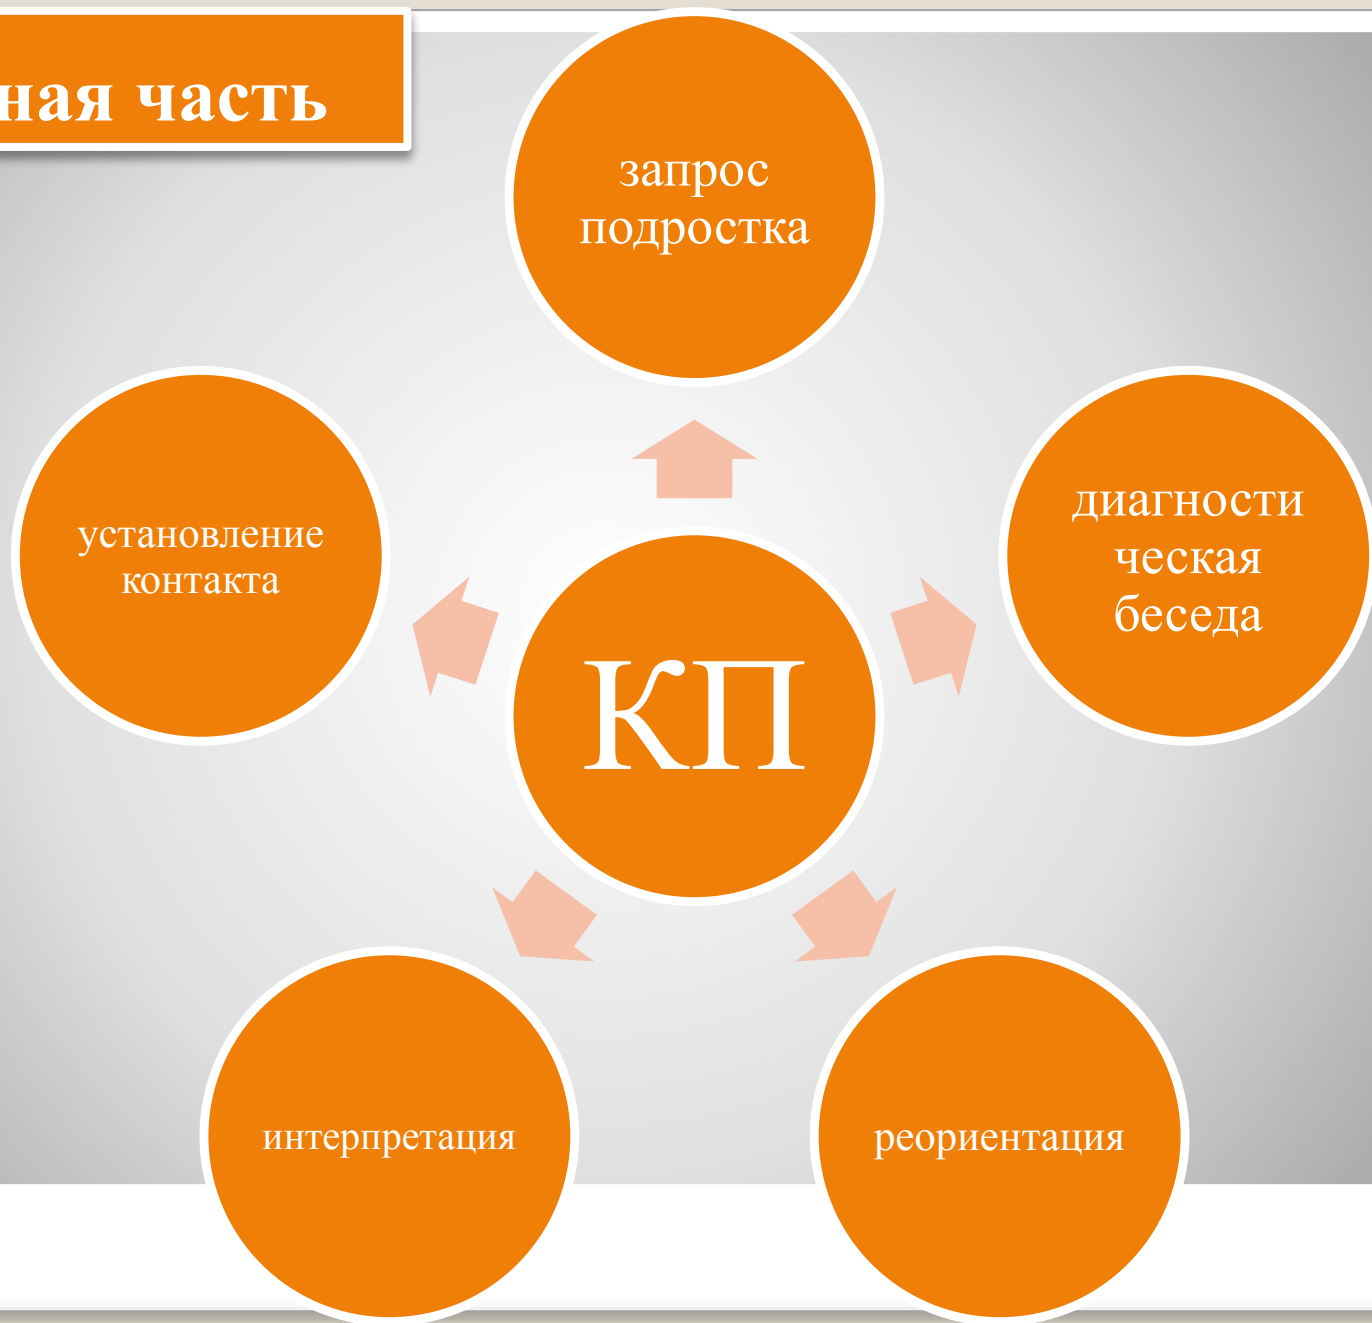 ная часть
запрос
подростка
установление
контакта
диагности
ческая
беседа
КП
интерпретация
реориентация